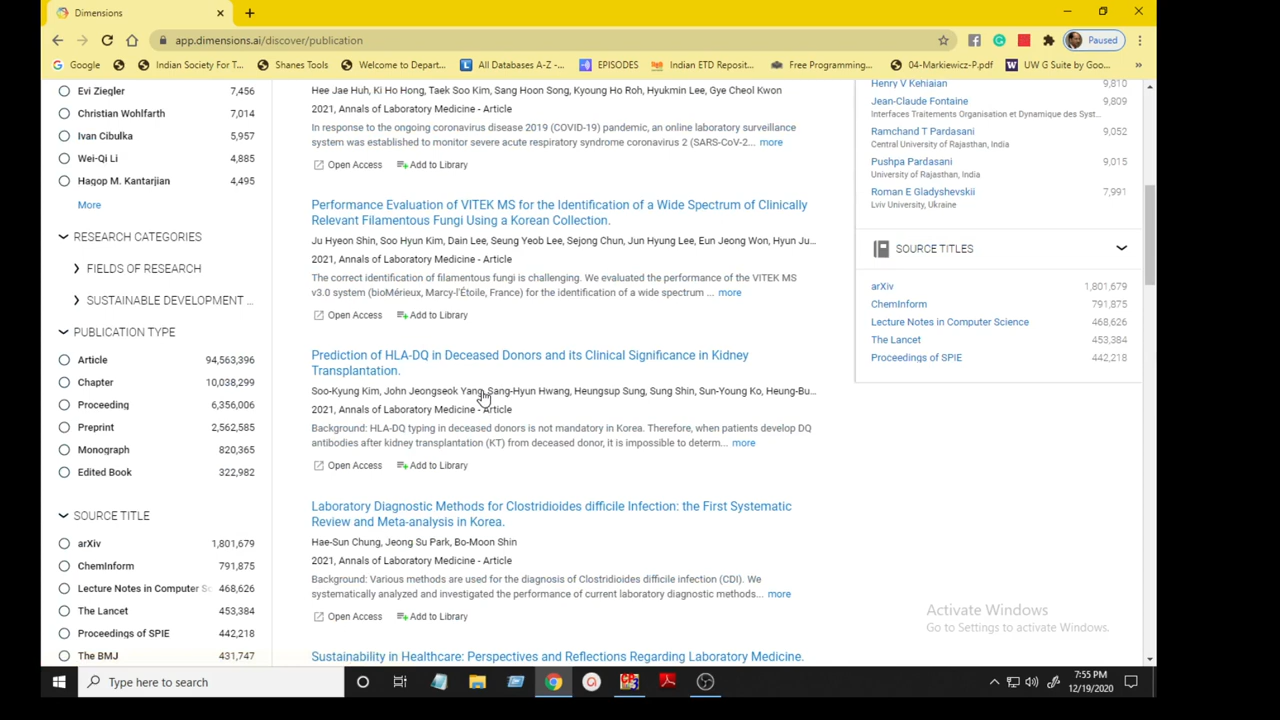 Dimensions
app.dimensions.ai/discover/publication
Paused
Google
Indian Society For T...
Shanes Tools
Welcome to Depart...
All Databases A-Z -...
EPISODES
Indian ETD Reposit...
Free Programming...
04-Markiewicz-P.pdf
UW G Suite by Goo...
»
Evi Ziegler 7,456
Christian Wohlfarth 7,014
Ivan Cibulka 5,957
Wei-Qi Li 4,885
Hagop M. Kantarjian 4,495
More
RESEARCH CATEGORIES
FIELDS OF RESEARCH
SUSTAINABLE DEVELOPMENT ...
PUBLICATION TYPE
Article 94,563,396
Chapter 10,038,299
Proceeding 6,356,006
Preprint 2,562,585
Monograph 820,365
Edited Book 322,982
SOURCE TITLE
arXiv 1,801,679
ChemInform 791,875
Lecture Notes in Computer Sc 468,626
The Lancet 453,384
Proceedings of SPIE 442,218
The BMJ 431,747
Hee Jae Huh, Ki Ho Hong, Taek Soo Kim, Sang Hoon Song, Kyoung Ho Roh, Hyukmin Lee, Gye Cheol Kwon
2021, Annals of Laboratory Medicine - Article
In response to the ongoing coronavirus disease 2019 (COVID-19) pandemic, an online laboratory surveillance
system was established to monitor severe acute respiratory syndrome coronavirus 2 (SARS-CoV-2... more
Open Access Add to Library
Performance Evaluation of VITEK MS for the Identification of a Wide Spectrum of Clinically
Relevant Filamentous Fungi Using a Korean Collection.
Ju Hyeon Shin, Soo Hyun Kim, Dain Lee, Seung Yeob Lee, Sejong Chun, Jun Hyung Lee, Eun Jeong Won, Hyun Ju...
2021, Annals of Laboratory Medicine - Article
The correct identification of filamentous fungi is challenging. We evaluated the performance of the VITEK MS
v3.0 system (bioMérieux, Marcy-l'Étoile, France) for the identification of a wide spectrum ... more
Open Access Add to Library
Prediction of HLA-DQ in Deceased Donors and its Clinical Significance in Kidney
Transplantation.
Soo-Kyung Kim, John Jeongseok Yang, Sang-Hyun Hwang, Heungsup Sung, Sung Shin, Sun-Young Ko, Heung-Bu...
2021, Annals of Laboratory Medicine - Article
Background: HLA-DQ typing in deceased donors is not mandatory in Korea. Therefore, when patients develop DQ
antibodies after kidney transplantation (KT) from deceased donor, it is impossible to determ... more
Open Access Add to Library
Laboratory Diagnostic Methods for Clostridioides difficile Infection: the First Systematic
Review and Meta-analysis in Korea.
Hae-Sun Chung, Jeong Su Park, Bo-Moon Shin
2021, Annals of Laboratory Medicine - Article
Background: Various methods are used for the diagnosis of Clostridioides difficile infection (CDI). We
systematically analyzed and investigated the performance of current laboratory diagnostic methods... more
Open Access Add to Library
Sustainability in Healthcare: Perspectives and Reflections Regarding Laboratory Medicine.
Henry V Kehiaian 9,810
Jean-Claude Fontaine 9,809
Interfaces Traitements Organisation et Dynamique des Syst...
Ramchand T Pardasani 9,052
Central University of Rajasthan, India
Pushpa Pardasani 9,015
University of Rajasthan, India
Roman E Gladyshevskii 7,991
Lviv University, Ukraine
SOURCE TITLES
arXiv 1,801,679
ChemInform 791,875
Lecture Notes in Computer Science 468,626
The Lancet 453,384
Proceedings of SPIE 442,218
Activate Windows
Go to Settings to activate Windows.
Type here to search
7:55 PM
12/19/2020